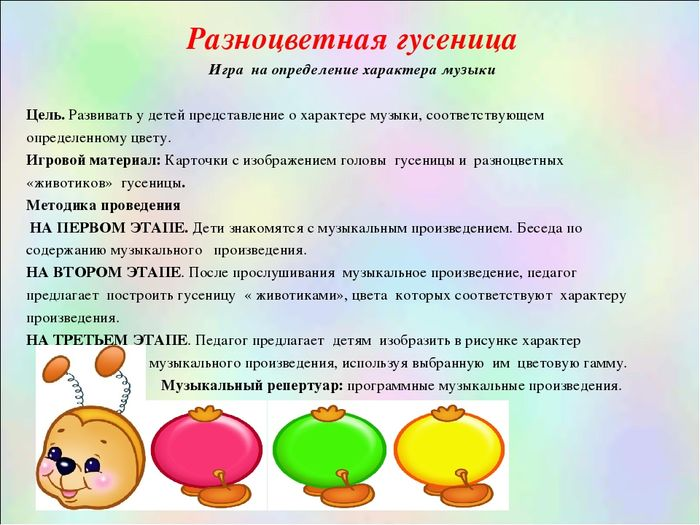 Разноцветная гусеница
Игра на определение характера музыки
Цель. Развивать у детей представление о характере музыки, соответствующем
определенному цвету.
Игровой материал: Карточки с изображением головы гусеницы и разноцветных
«животиков» гусеницы.
Методика проведения
НА ПЕРВОМ ЭТАПЕ. Дети знакомятся с музыкальным произведением. Беседа по
содержанию музыкального произведения.
НА ВТОРОМ ЭТАПЕ. После прослушивания музыкальное произведение, педагог
предлагает построить гусеницу « животиками», цвета которых соответствуют характеру
произведения.
НА ТРЕТЬЕМ ЭТАПЕ. Педагог предлагает детям изобразить в рисунке характер
музыкального произведения, используя выбранную им цветовую гамму.
Музыкальный репертуар: программные музыкальные произведения.